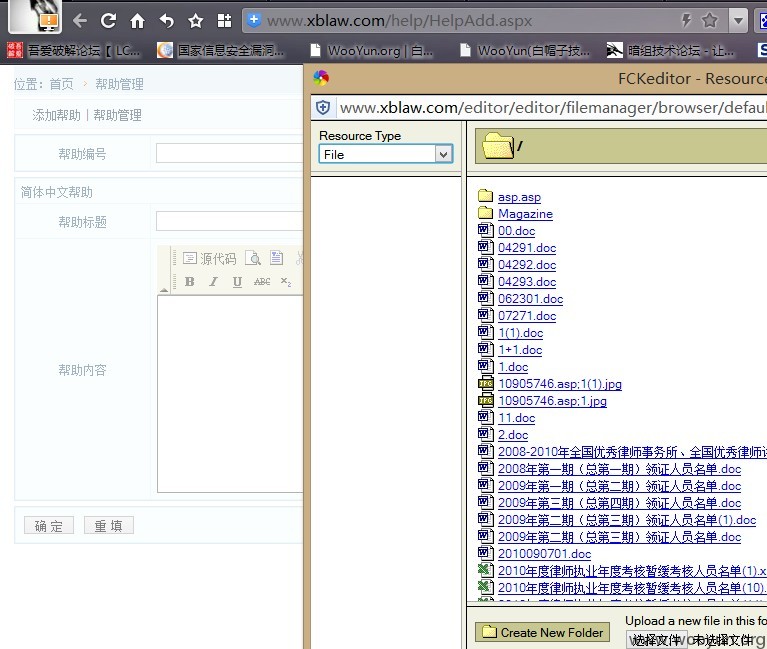 www.xblaw.com/help/HelpAdd.aspx
吾爱破解论坛【 LC...
国家信息安全漏洞...
WooYun.org | 白...
WooYun(白帽子技...
暗组技术论坛 - 让...
位置：首页 > 帮助管理
添加帮助 | 帮助管理
帮助编号
简体中文帮助
帮助标题
源代码
B I U ABC x₂
帮助内容
确 定
重 填
FCKeditor - Resource
www.xblaw.com/editor/editor/filemanager/browser/defau
Resource Type
File
/
asp.asp
Magazine
00.doc
04291.doc
04292.doc
04293.doc
062301.doc
07271.doc
1(1).doc
1+1.doc
1.doc
10905746.asp;1(1).jpg
10905746.asp;1.jpg
11.doc
2.doc
2008-2010年全国优秀律师事务所、全国优秀律师
2008年第一期（总第一期）领证人员名单.doc
2009年第一期（总第二期）领证人员名单.doc
2009年第三期（总第四期）领证人员名单.doc
2009年第二期（总第三期）领证人员名单(1).doc
2009年第二期（总第三期）领证人员名单.doc
2010090701.doc
2010年度律师执业年度考核暂缓考核人员名单(1).x
2010年度律师执业年度考核暂缓考核人员名单(10).
Create New Folder
Upload a new file in this fo
选择文件 未选择文件
www.wooyun.org